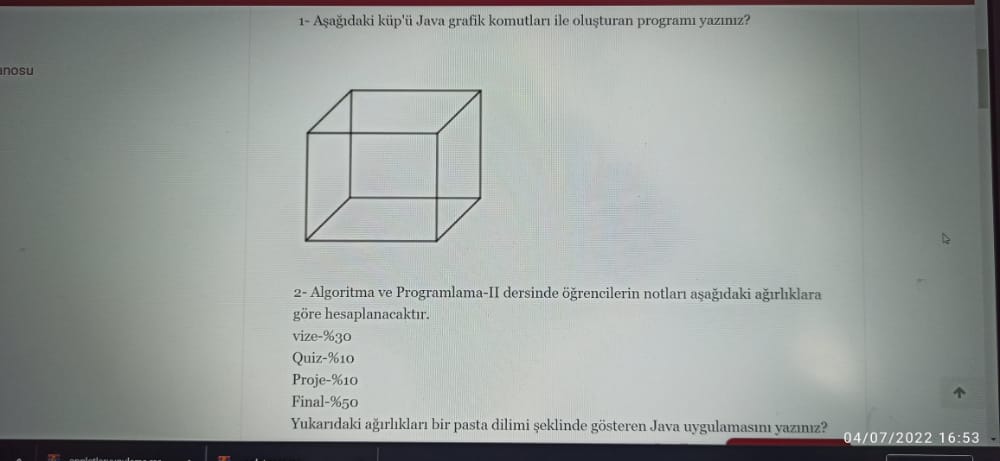 1- Aşağıdaki küp'ü Java grafik komutları ile oluşturan programı yazınız?
anosu
2- Algoritma ve Programlama-II dersinde öğrencilerin notları aşağıdaki ağırlıklara
göre hesaplanacaktır.
vize-%30
Quiz-%10
Proje-%10
Final-%50
Yukarıdaki ağırlıkları bir pasta dilimi şeklinde gösteren Java uygulamasını yazınız?
04/07/2022 16:53